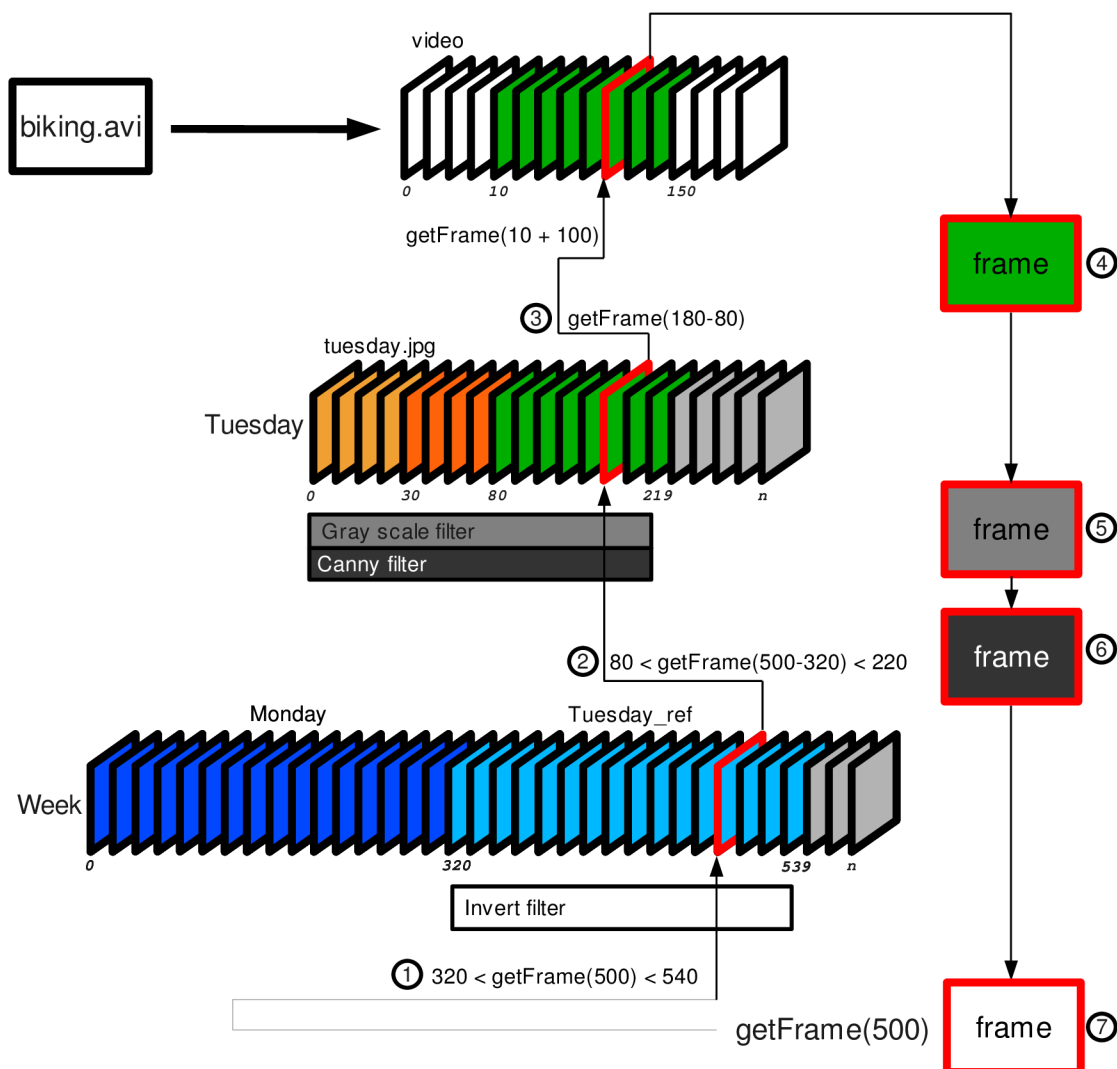 video
biking.avi
0 10 150
getFrame(10 + 100)
frame 4
3 getFrame(180-80)
tuesday.jpg
Tuesday
0 30 80 219 n
Gray scale filter
Canny filter
frame 5
2 80 < getFrame(500-320) < 220
frame 6
Monday Tuesday_ref
Week
0 320 539 n
Invert filter
1 320 < getFrame(500) < 540
getFrame(500) frame 7